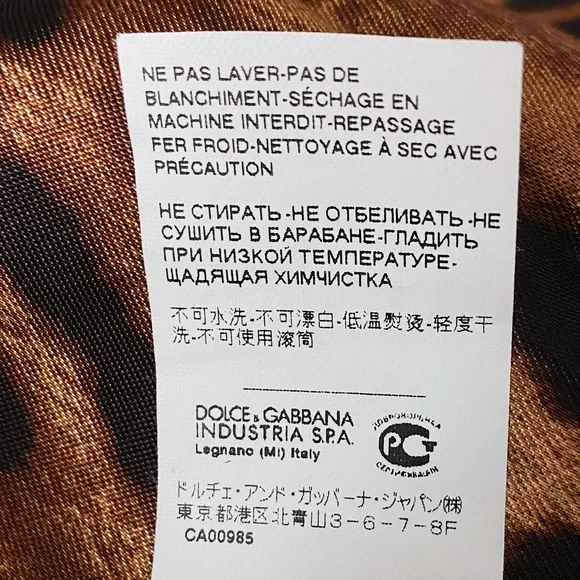 NE PAS LAVER-PAS DE
BLANCHIMENT-SÉCHAGE EN
MACHINE INTERDIT-REPASSAGE
FER FROID-NETTOYAGE À SEC AVEC
PRÉCAUTION
НЕ СТИРАТЬ-НЕ ОТБЕЛИВАТЬ-НЕ
СУШИТЬ В БАРАБАНЕ-ГЛАДИТЬ
ПРИ НИЗКОЙ ТЕМПЕРАТУРЕ-
ЩАДЯЩАЯ ХИМЧИСТКА
不可水洗-不可漂白-低温熨烫-轻度干
洗-不可使用滚筒
DOLCE & GABBANA
INDUSTRIA S.P.A.
Legnano (Mi) Italy
ДОБРОВОЛЬНАЯ
РСТ
СЕРТИФИКАЦИЯ
ドルチェ・アンド・ガッバーナ・ジャパン(株)
東京都港区北青山3-6-7-8F
CA00985